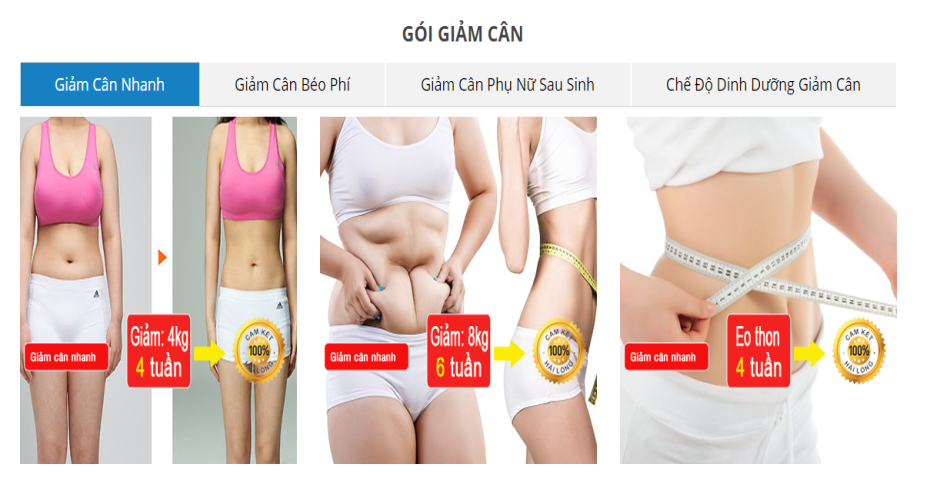 GÓI GIẢM CÂN
Giảm Cân Nhanh
Giảm Cân Béo Phí
Giảm Cân Phụ Nữ Sau Sinh
Chế Độ Dinh Dưỡng Giảm Cân
Giảm cân nhanh
Giảm: 4kg
4 tuần
CAM KẾT
100%
HÀI LÒNG
Giảm cân nhanh
Giảm: 8kg
6 tuần
CAM KẾT
100%
HÀI LÒNG
Giảm cân nhanh
Eo thon
4 tuần
CAM KẾT
100%
HÀI LÒNG